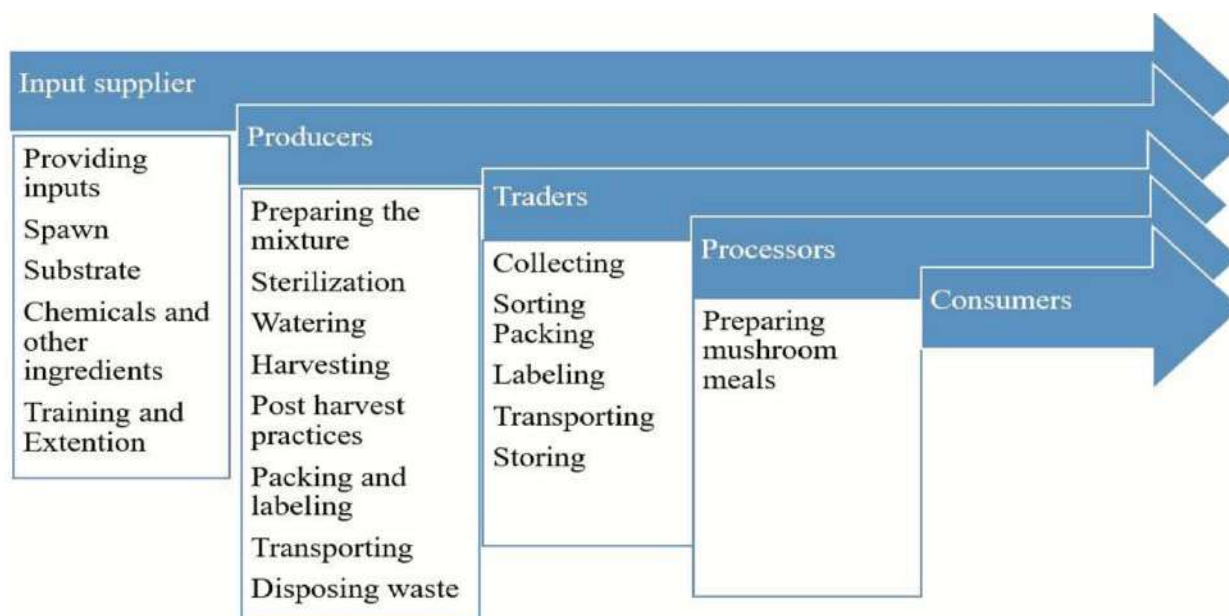 Input supplier
Providing
inputs
Spawn
Substrate
Chemicals and
other
ingredients
Training and
Extention
Producers
Preparing the
mixture
Sterilization
Watering
Harvesting
Post harvest
practices
Packing and
labeling
Transporting
Disposing waste
Traders
Collecting
Sorting
Packing
Labeling
Transporting
Storing
Processors
Preparing
mushroom
meals
Consumers